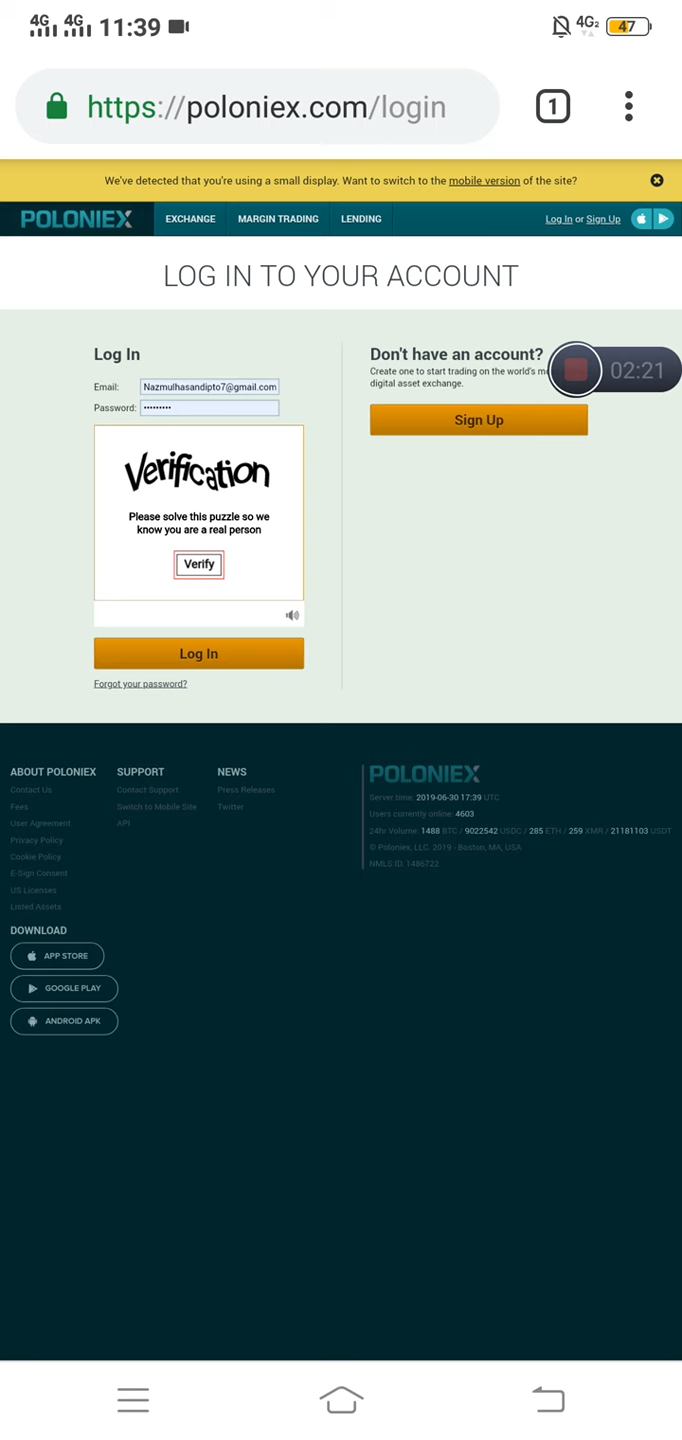 4G 4G 11:39 4G2 47
https://poloniex.com/login 1
We've detected that you're using a small display. Want to switch to the mobile version of the site?
POLONIEX EXCHANGE MARGIN TRADING LENDING Log In or Sign Up
LOG IN TO YOUR ACCOUNT
Log In
Email: Nazmulhasandipto7@gmail.com
Password: •••••••••
Verification
Please solve this puzzle so we
know you are a real person
Verify
Log In
Forgot your password?
Don't have an account?
Create one to start trading on the world's
digital asset exchange.
02:21
Sign Up
ABOUT POLONIEX
Contact Us
Fees
User Agreement
Privacy Policy
Cookie Policy
E-Sign Consent
US Licenses
Listed Assets
SUPPORT
Contact Support
Switch to Mobile Site
API
NEWS
Press Releases
Twitter
DOWNLOAD
APP STORE
GOOGLE PLAY
ANDROID APK
POLONIEX
Server time: 2019-06-30 17:39 UTC
Users currently online: 4603
24hr Volume: 1488 BTC / 9022542 USDC / 285 ETH / 259 XMR / 21181103 USDT
© Poloniex, LLC. 2019 - Boston, MA, USA
NMLS ID: 1486722